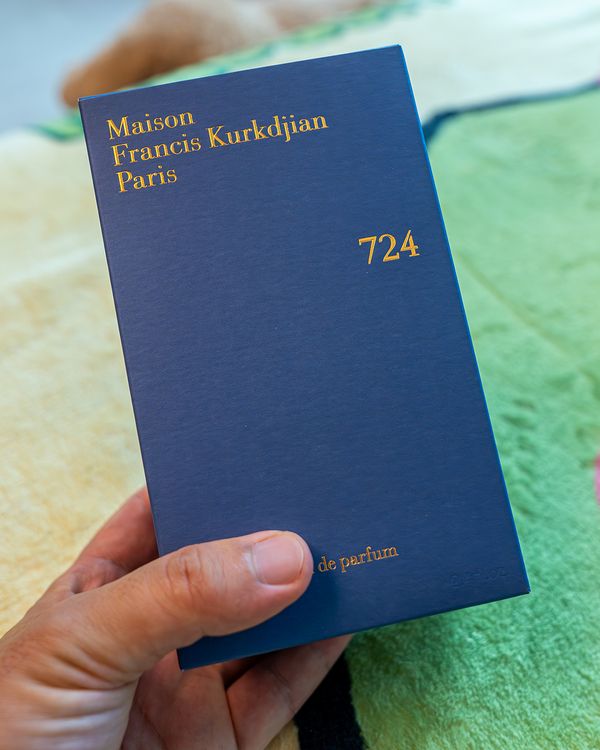 Maison
Francis Kurkdjian
Paris
724
de parfum